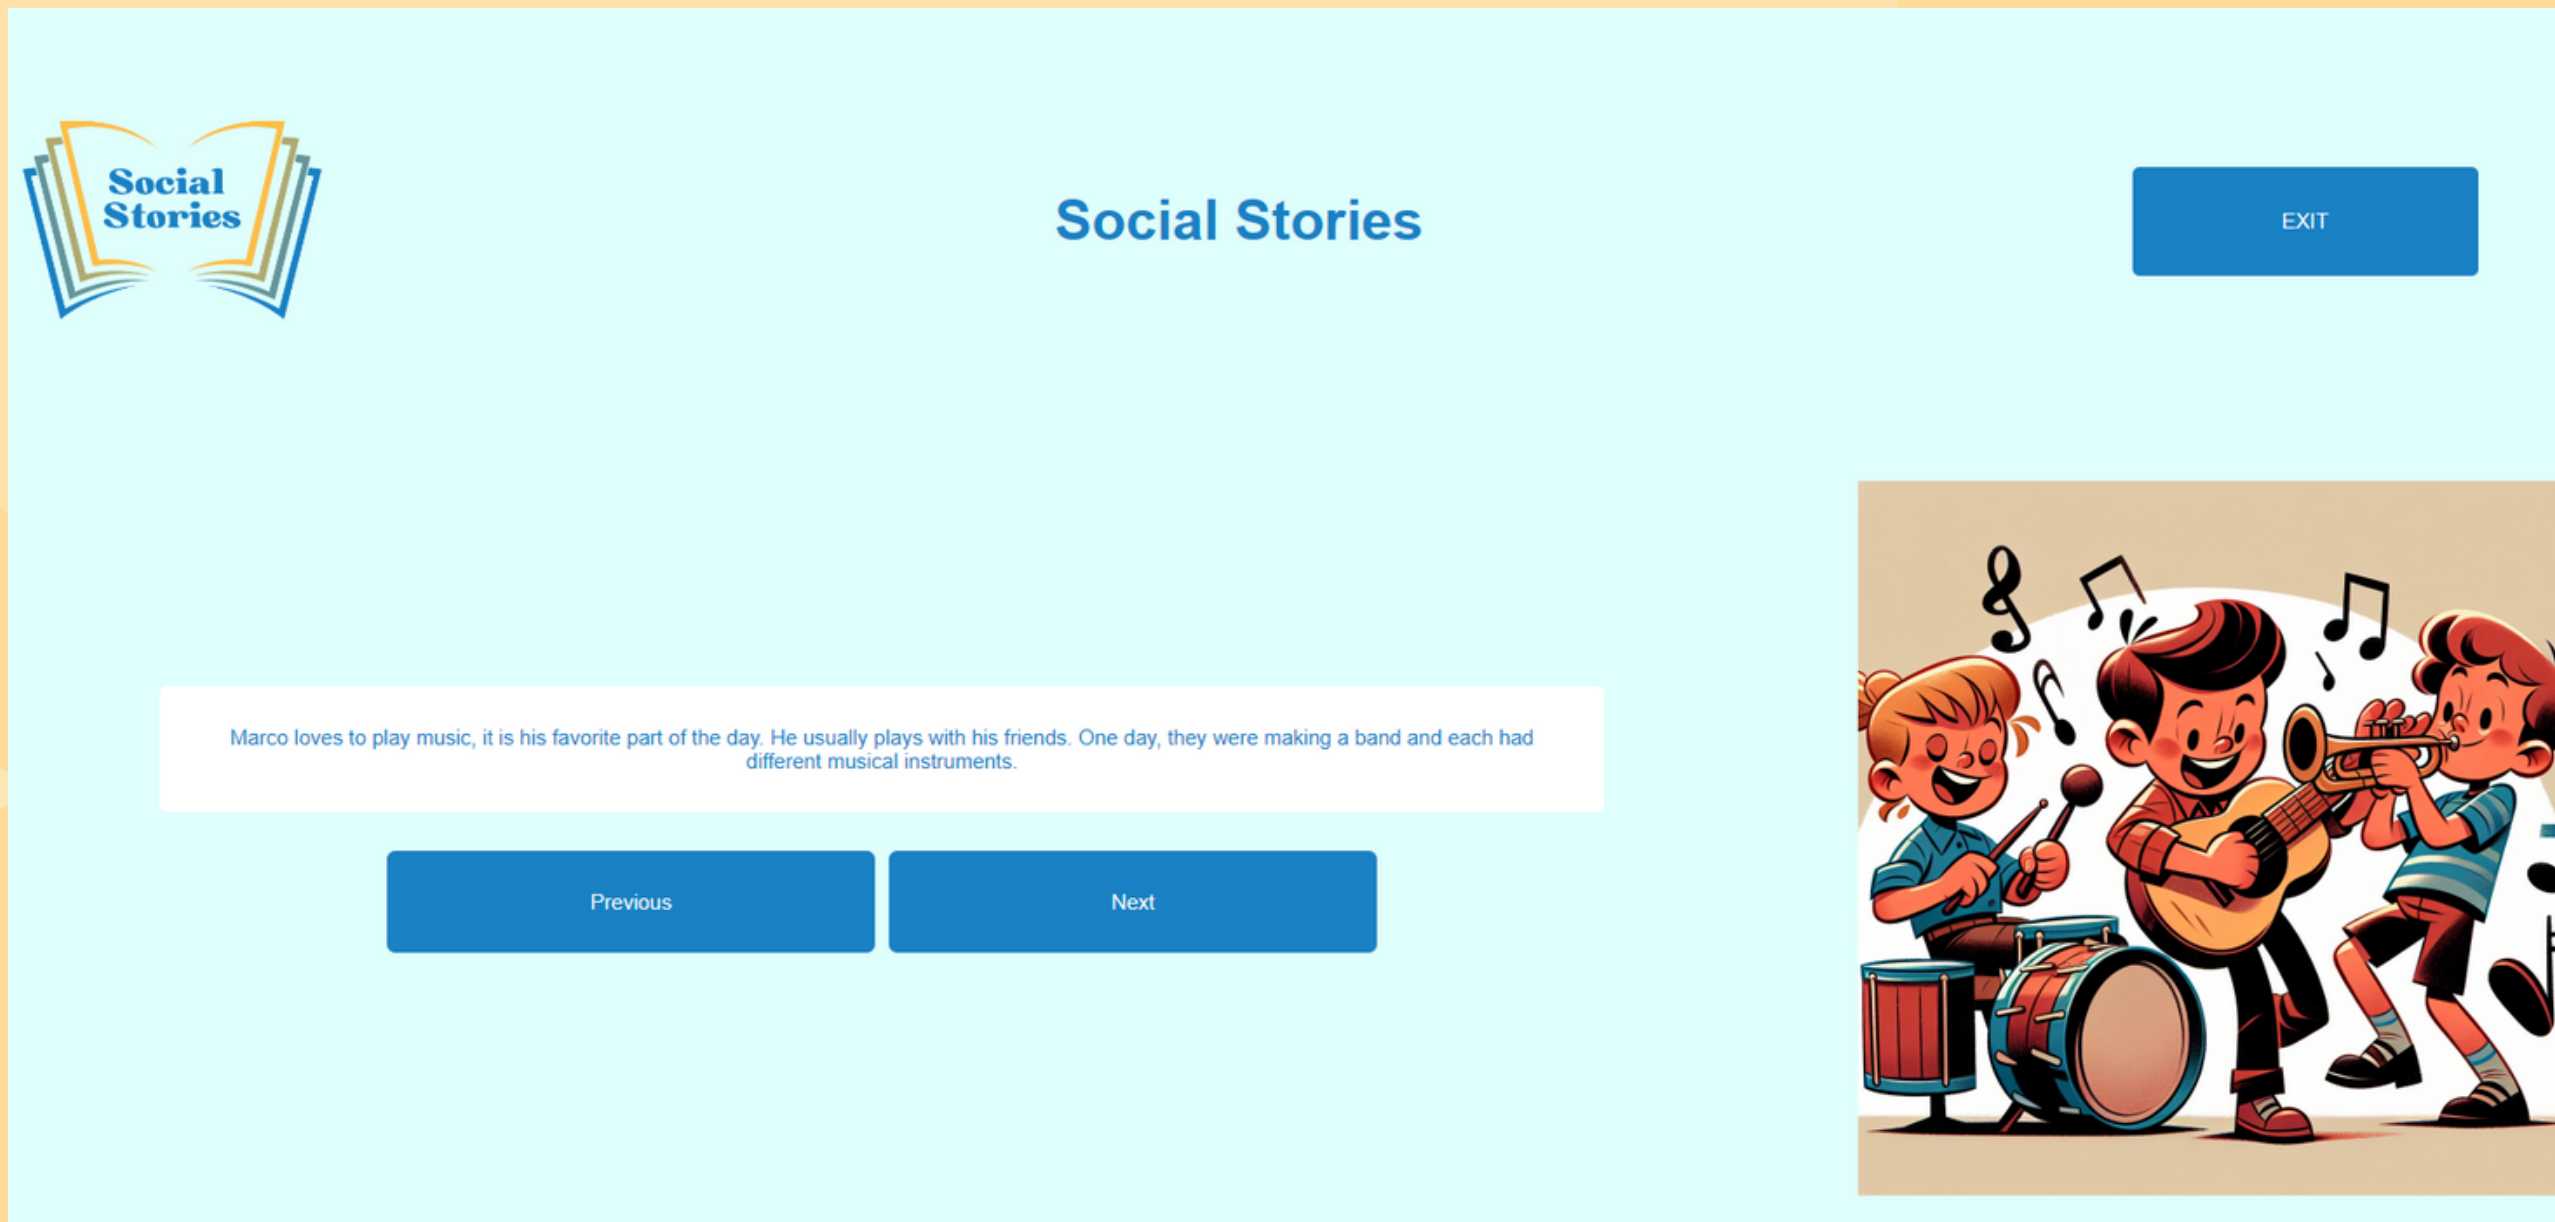 Social
Stories
Social Stories
EXIT
Marco loves to play music, it is his favorite part of the day. He usually plays with his friends. One day, they were making a band and each had
different musical instruments.
Previous
Next